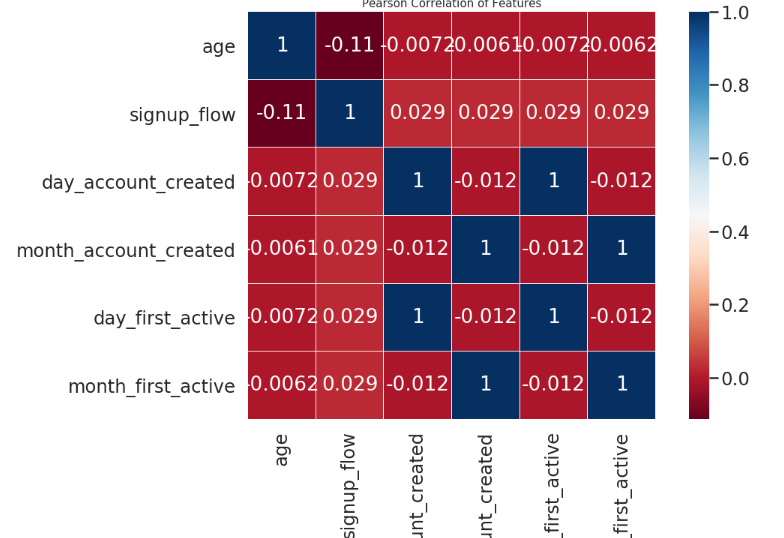 Pearson Correlation of Features
age 1 -0.11 -0.0072 -0.0061 -0.0072 -0.0062
signup_flow -0.11 1 0.029 0.029 0.029 0.029
day_account_created -0.0072 0.029 1 -0.012 1 -0.012
month_account_created -0.0061 0.029 -0.012 1 -0.012 1
day_first_active -0.0072 0.029 1 -0.012 1 -0.012
month_first_active -0.0062 0.029 -0.012 1 -0.012 1
age
signup_flow
unt_created
unt_created
_first_active
_first_active
1.0
0.8
0.6
0.4
0.2
0.0